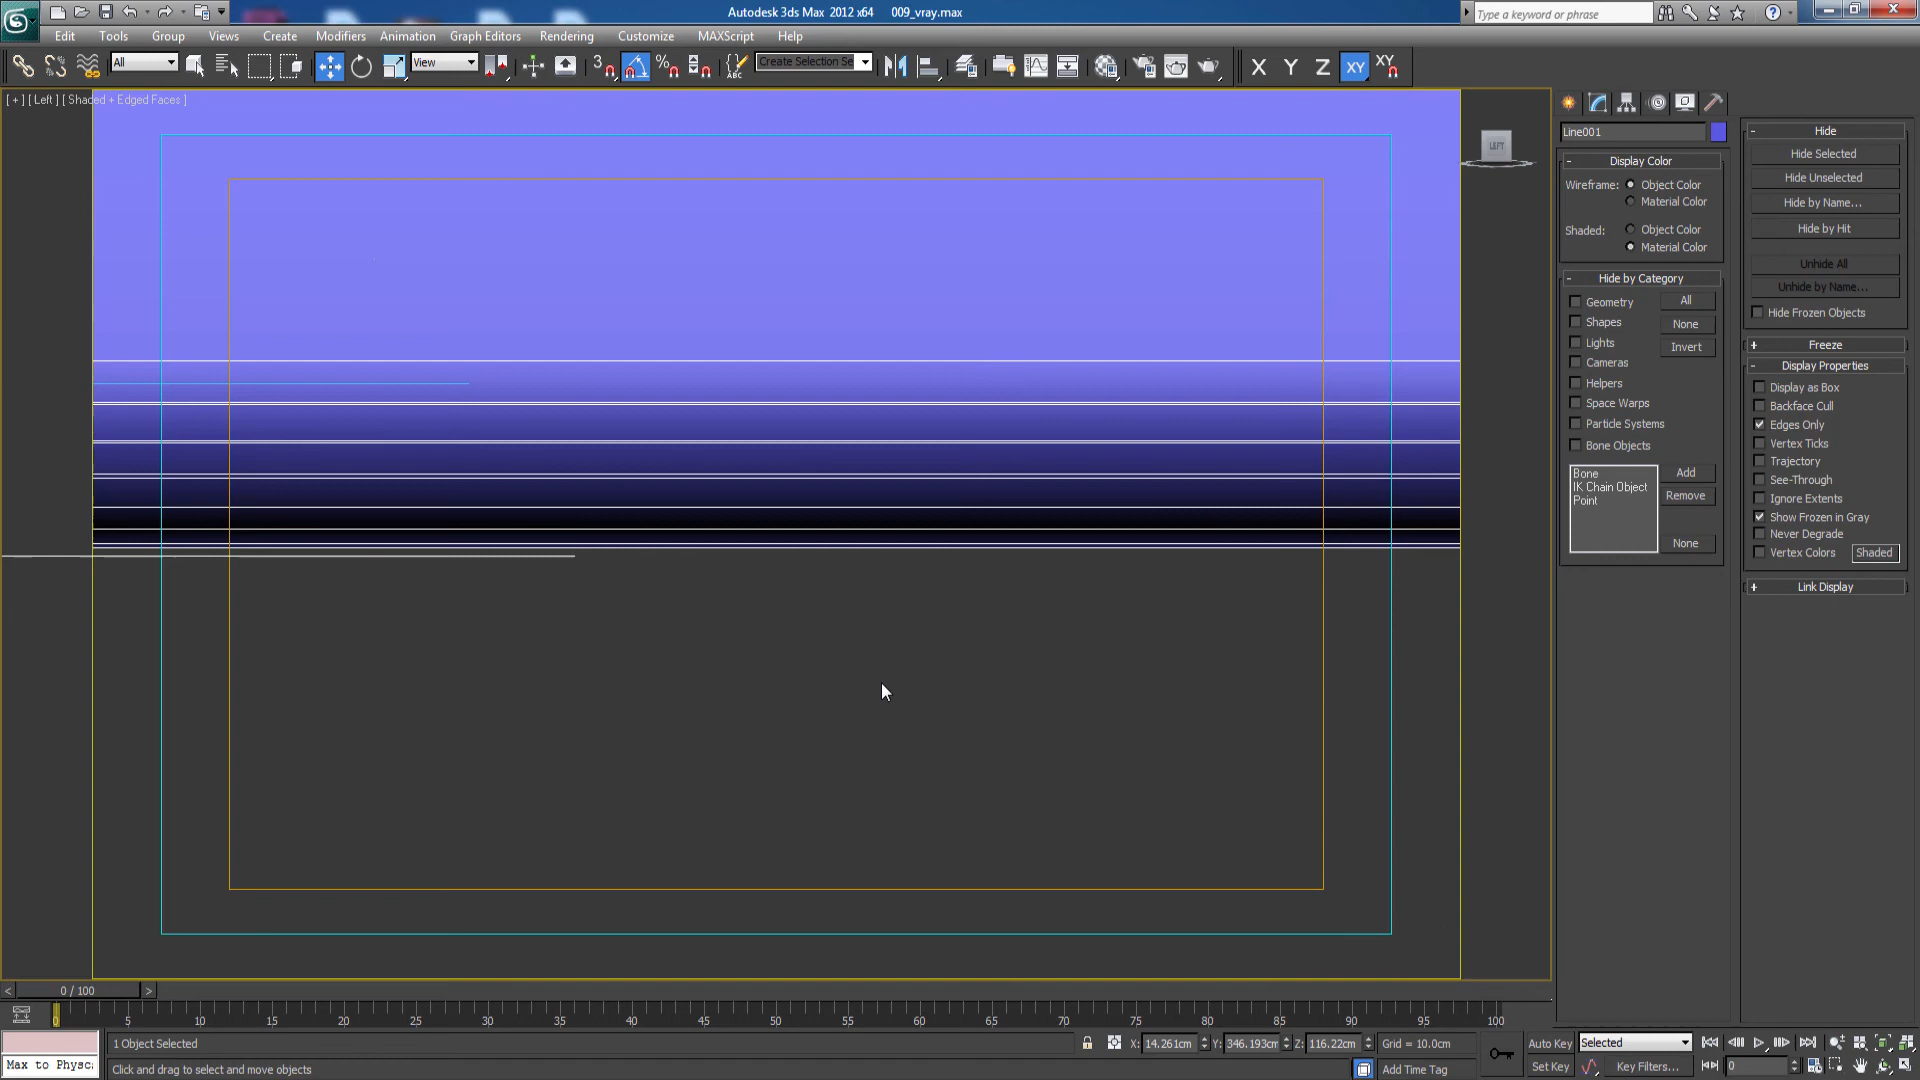 Autodesk 3ds Max 2012 x64 009_vray.max
Type a keyword or phrase
Edit Tools Group Views Create Modifiers Animation Graph Editors Rendering Customize MAXScript Help
All View Create Selection Se X Y Z XY XY
[ + ] [ Left ] [ Shaded + Edged Faces ]
LEFT
Line001
Display Color
Wireframe: Object Color
Material Color
Shaded: Object Color
Material Color
Hide by Category
Geometry All
Shapes None
Lights Invert
Cameras
Helpers
Space Warps
Particle Systems
Bone Objects
Bone Add
IK Chain Object Remove
Point
None
Hide
Hide Selected
Hide Unselected
Hide by Name...
Hide by Hit
Unhide All
Unhide by Name...
Hide Frozen Objects
Freeze
Display Properties
Display as Box
Backface Cull
Edges Only
Vertex Ticks
Trajectory
See-Through
Ignore Extents
Show Frozen in Gray
Never Degrade
Vertex Colors Shaded
Link Display
< 0 / 100 >
0 5 10 15 20 25 30 35 40 45 50 55 60 65 70 75 80 85 90 95 100
1 Object Selected X: 14.261cm Y: 346.193cm Z: 116.22cm Grid = 10.0cm Auto Key Selected
Max to Physc: Click and drag to select and move objects Add Time Tag Set Key Key Filters... 0